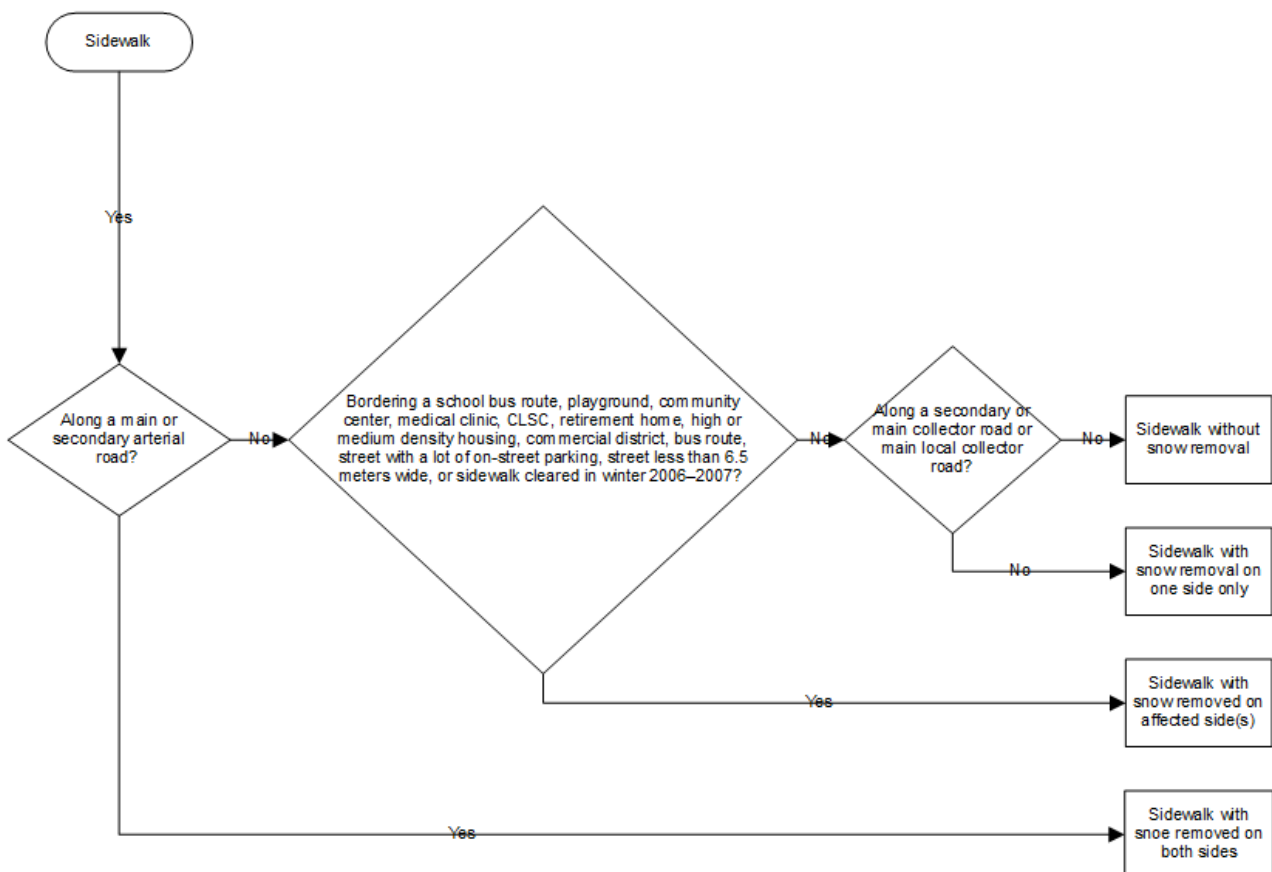 Sidewalk
Yes
Along a main or
secondary arterial
road?
No
Bordering a school bus route, playground, community
center, medical clinic, CLSC, retirement home, high or
medium density housing, commercial district, bus route,
street with a lot of on-street parking, street less than 6.5
meters wide, or sidewalk cleared in winter 2006–2007?
No
Along a secondary or
main collector road or
main local collector
road?
No
Sidewalk without
snow removal
No
Sidewalk with
snow removal on
one side only
Yes
Sidewalk with
snow removed on
affected side(s)
Yes
Sidewalk with
snoe removed on
both sides